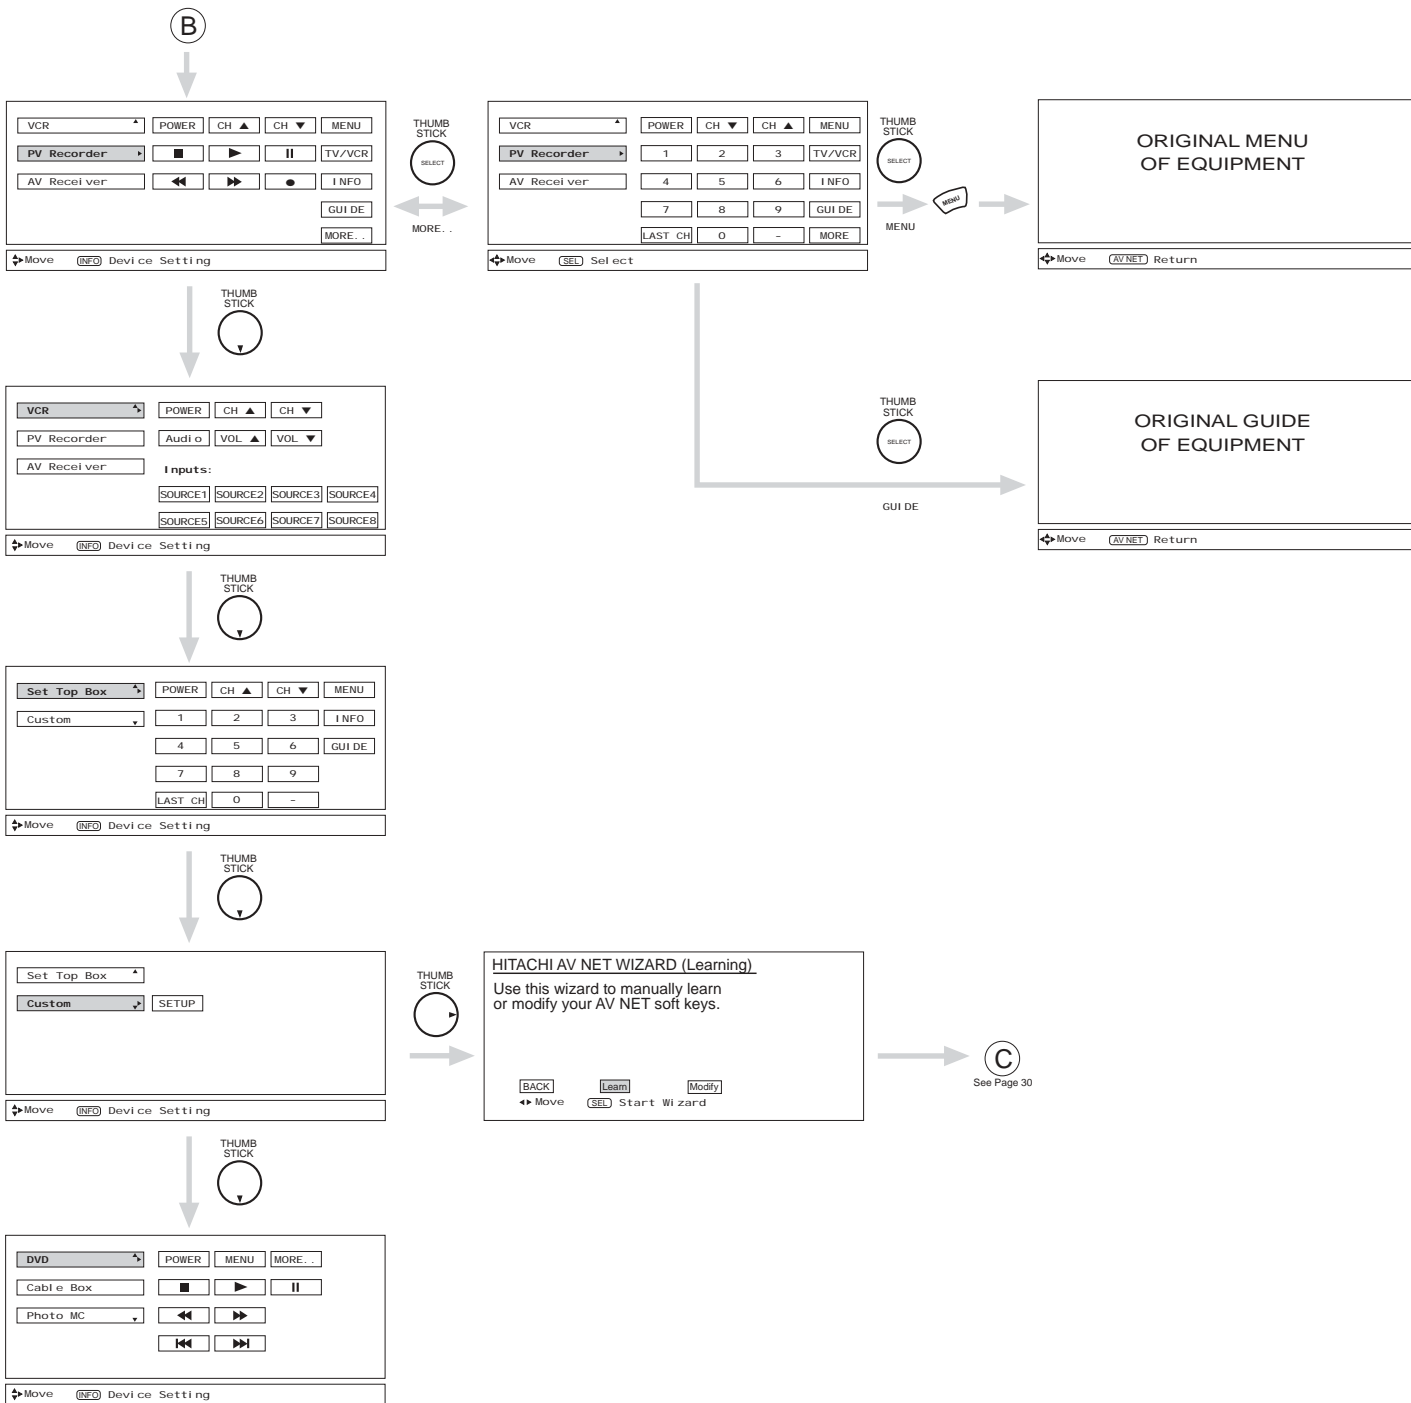 B
VCR POWER CH ▲ CH ▼ MENU
PV Recorder TV/VCR
AV Receiver INFO
GUIDE
MORE..
Move INFO Device Setting
THUMB
STICK
SELECT
MORE..
VCR POWER CH ▼ CH ▲ MENU
PV Recorder 1 2 3 TV/VCR
AV Receiver 4 5 6 INFO
7 8 9 GUIDE
LAST CH 0 - MORE
Move SEL Select
THUMB
STICK
SELECT
MENU
MENU
ORIGINAL MENU
OF EQUIPMENT
Move AV NET Return
THUMB
STICK
VCR POWER CH ▲ CH ▼
PV Recorder Audio VOL ▲ VOL ▼
AV Receiver Inputs:
SOURCE1 SOURCE2 SOURCE3 SOURCE4
SOURCE5 SOURCE6 SOURCE7 SOURCE8
Move INFO Device Setting
THUMB
STICK
SELECT
GUIDE
ORIGINAL GUIDE
OF EQUIPMENT
Move AV NET Return
THUMB
STICK
Set Top Box POWER CH ▲ CH ▼ MENU
Custom 1 2 3 INFO
4 5 6 GUIDE
7 8 9
LAST CH 0 -
Move INFO Device Setting
THUMB
STICK
Set Top Box
Custom SETUP
Move INFO Device Setting
THUMB
STICK
HITACHI AV NET WIZARD (Learning)
Use this wizard to manually learn
or modify your AV NET soft keys.
BACK Learn Modify
Move SEL Start Wizard
C
See Page 30
THUMB
STICK
DVD POWER MENU MORE..
Cable Box
Photo MC
Move INFO Device Setting